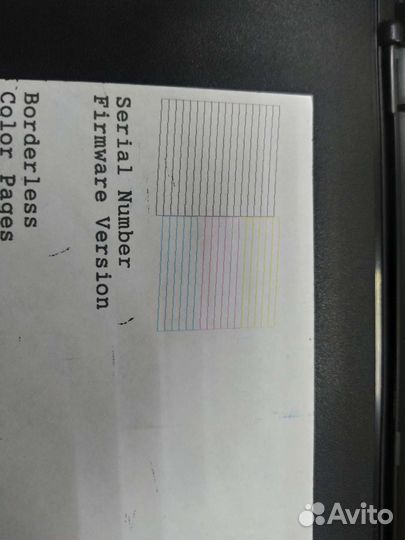 Serial Number
Firmware Version
Borderless
Color Pages
Avito